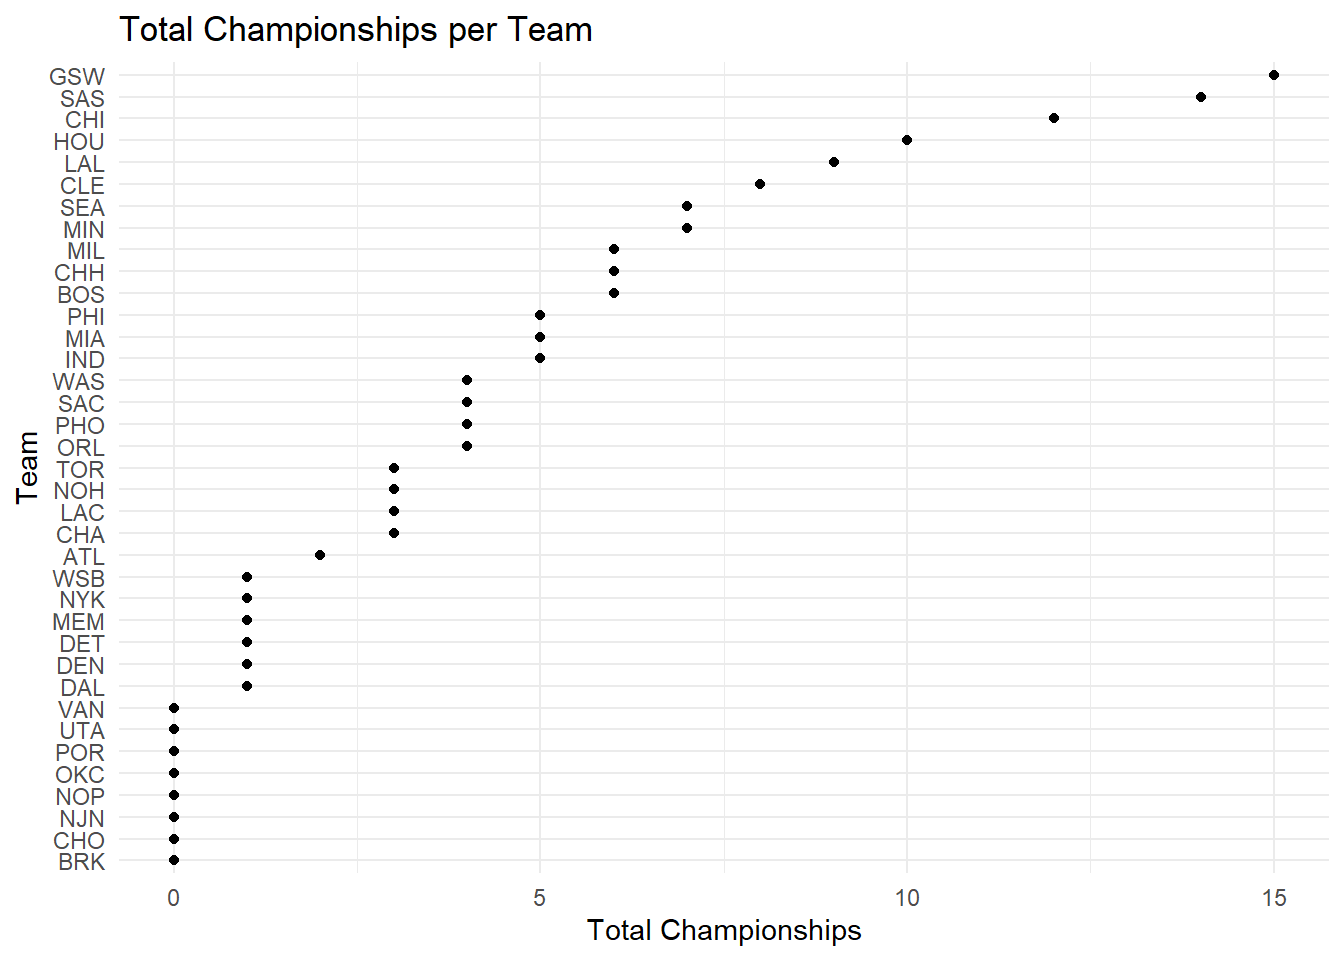 Total Championships per Team
GSW
SAS
CHI
HOU
LAL
CLE
SEA
MIN
MIL
CHH
BOS
PHI
MIA
IND
WAS
SAC
PHO
ORL
TOR
NOH
LAC
CHA
ATL
WSB
NYK
MEM
DET
DEN
DAL
VAN
UTA
POR
OKC
NOP
NJN
CHO
BRK
Team
0 5 10 15
Total Championships